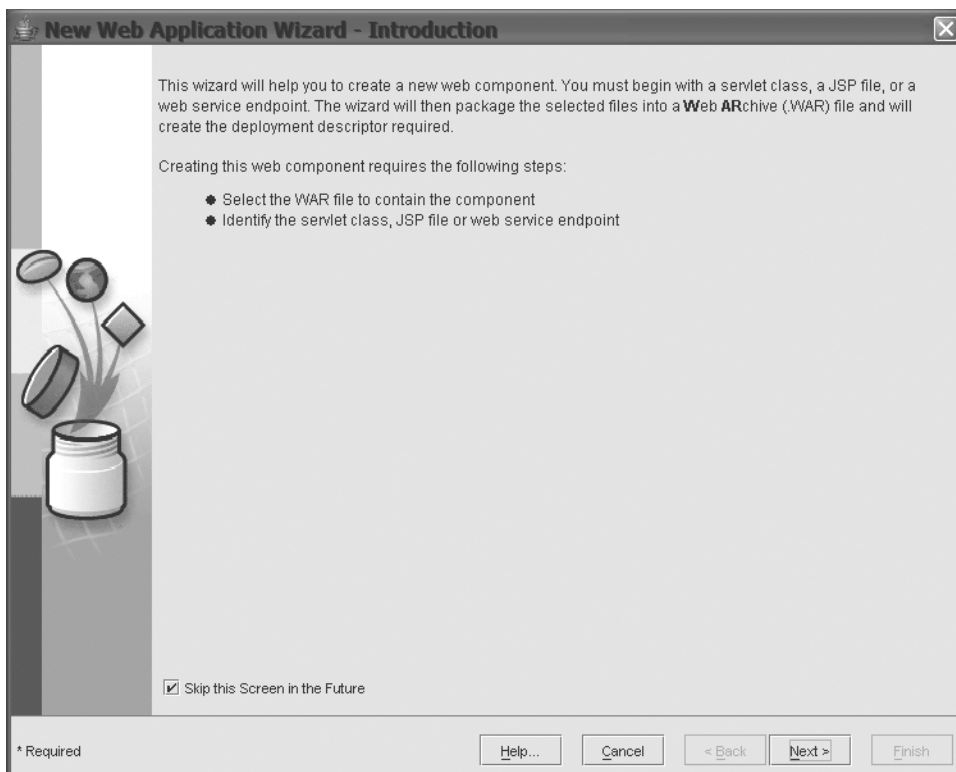 New Web Application Wizard - Introduction
This wizard will help you to create a new web component. You must begin with a servlet class, a JSP file, or a
web service endpoint. The wizard will then package the selected files into a Web ARchive (.WAR) file and will
create the deployment descriptor required.
Creating this web component requires the following steps:
Select the WAR file to contain the component
Identify the servlet class, JSP file or web service endpoint
Skip this Screen in the Future
* Required Help... Cancel < Back Next > Finish